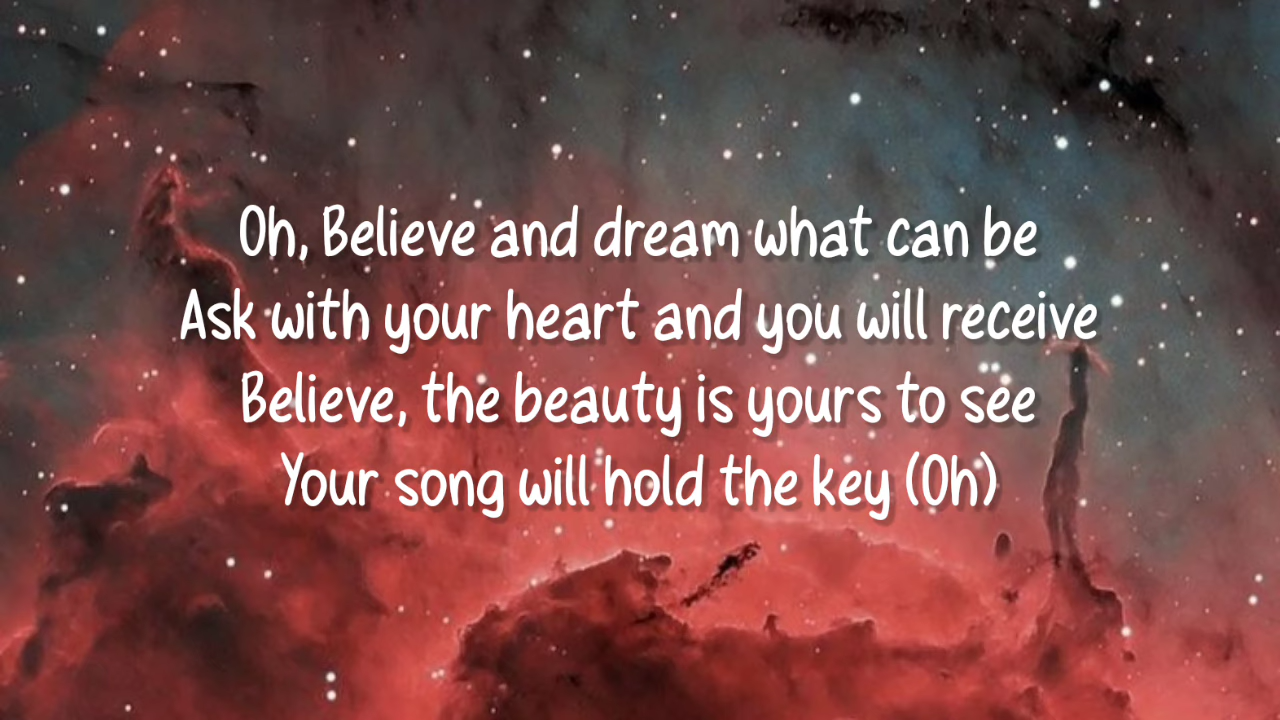 Oh, Believe and dream what can be
Ask with your heart and you will receive
Believe, the beauty is yours to see
Your song will hold the key (Oh)